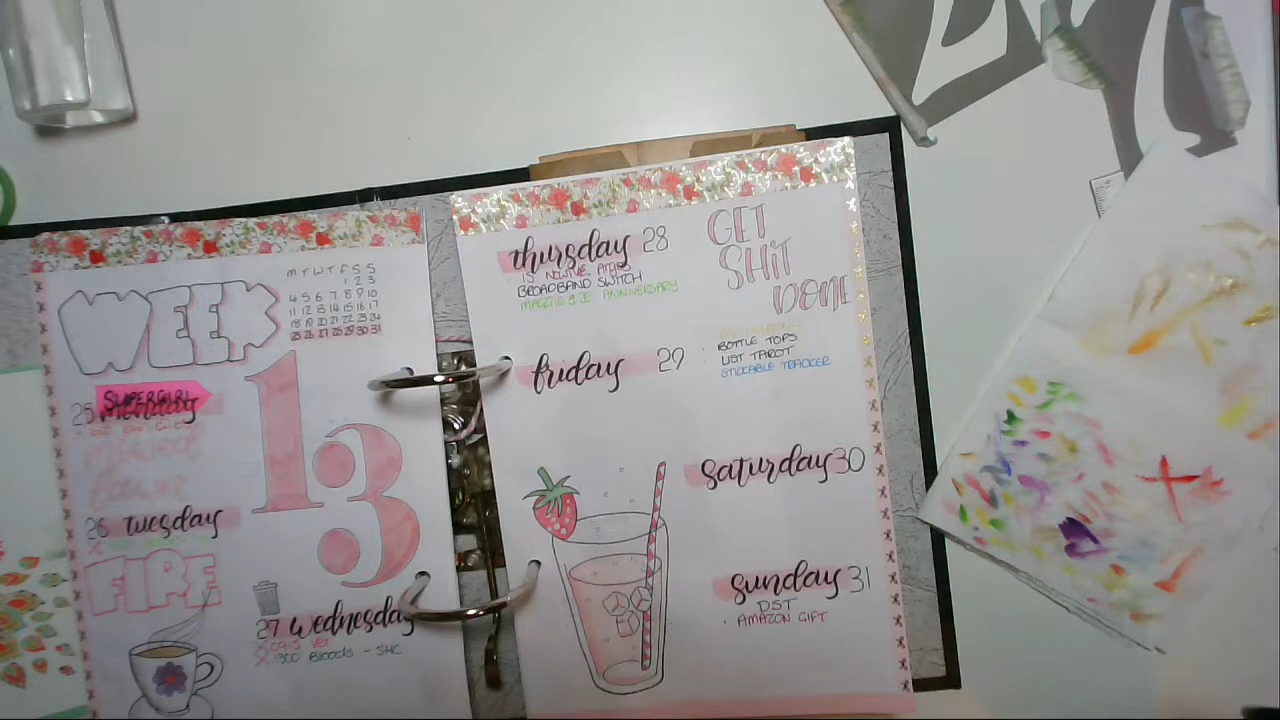 WEEK
13
M T W T F S S
1 2 3
4 5 6 7 8 9 10
11 12 13 14 15 16 17
18 19 20 21 22 23 24
25 26 27 28 29 30 31
SUPERGIRL
25 monday
26 tuesday
FIRE
27 wednesday
0915 Ver
1300 Bloods - SHC
thursday 28
BROADBAND SWITCH
ANNIVERSARY
friday 29
saturday 30
sunday 31
DST
AMAZON GIFT
GET
SHiT
DONE
BOTTLE TOPS
LIST TAROT
STICKABLE TRACKER